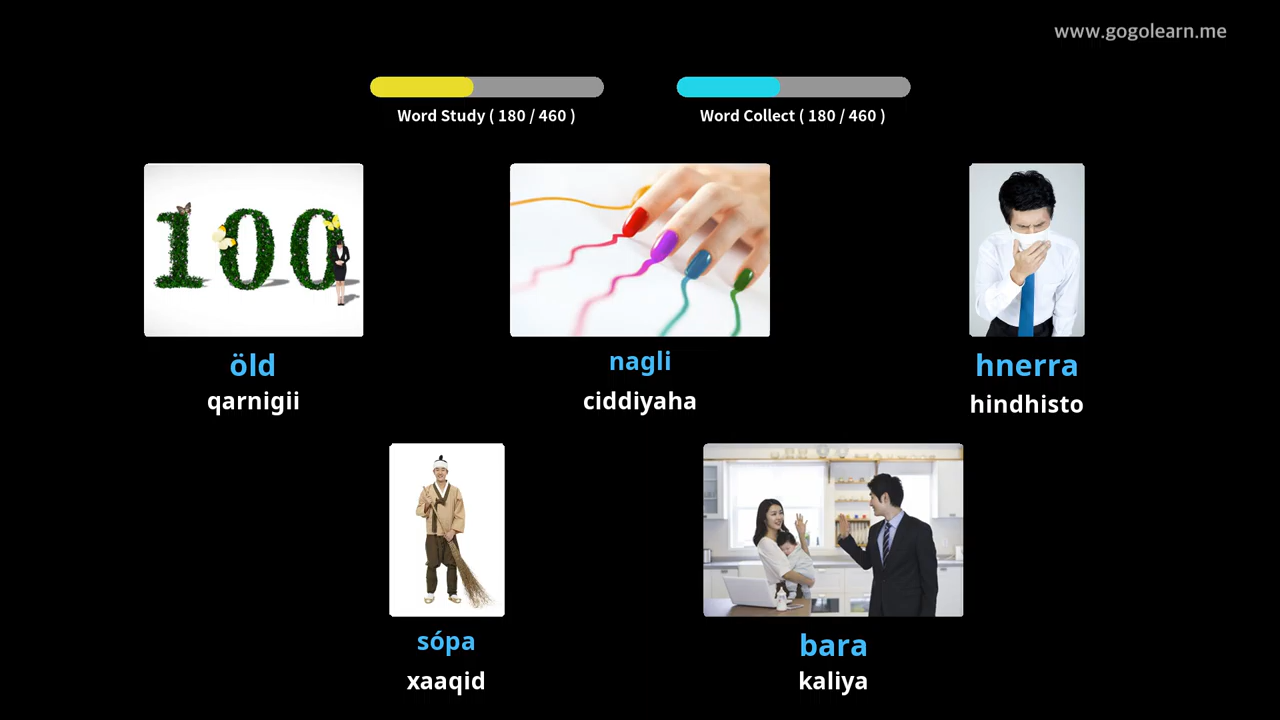 www.gogolearn.me
Word Study ( 180 / 460 )
Word Collect ( 180 / 460 )
100
öld
qarnigii
nagli
ciddiyaha
hnerra
hindhisto
sópa
xaaqid
bara
kaliya